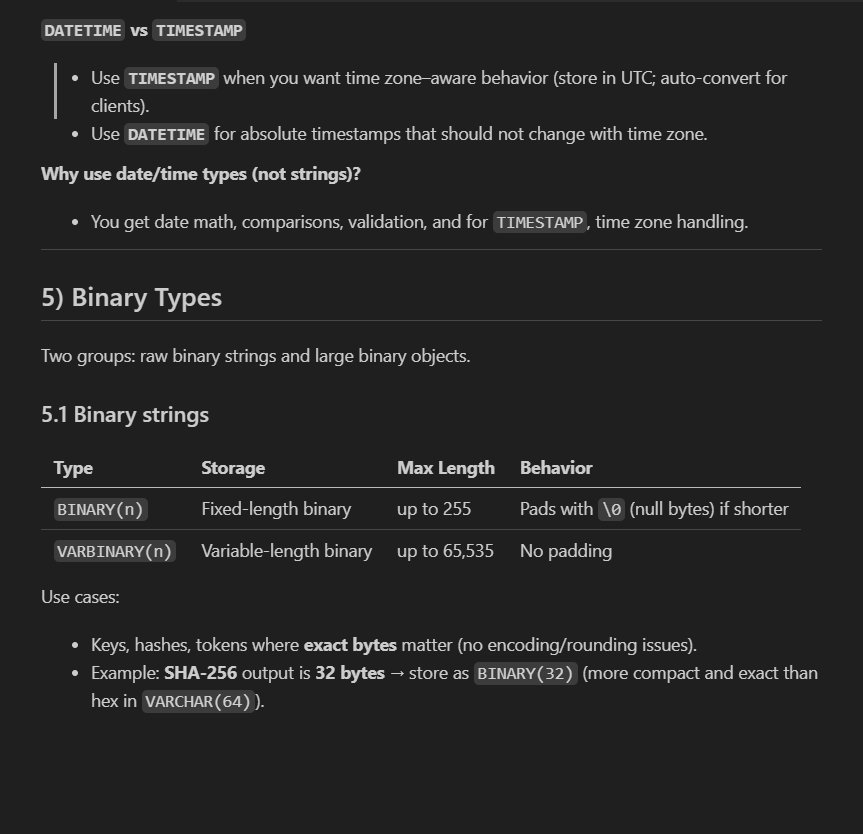 DATETIME vs TIMESTAMP
• Use TIMESTAMP when you want time zone–aware behavior (store in UTC; auto-convert for
clients).
• Use DATETIME for absolute timestamps that should not change with time zone.
Why use date/time types (not strings)?
• You get date math, comparisons, validation, and for TIMESTAMP, time zone handling.
5) Binary Types
Two groups: raw binary strings and large binary objects.
5.1 Binary strings
Type Storage Max Length Behavior
BINARY(n) Fixed-length binary up to 255 Pads with \0 (null bytes) if shorter
VARBINARY(n) Variable-length binary up to 65,535 No padding
Use cases:
• Keys, hashes, tokens where exact bytes matter (no encoding/rounding issues).
• Example: SHA-256 output is 32 bytes → store as BINARY(32) (more compact and exact than
hex in VARCHAR(64)).